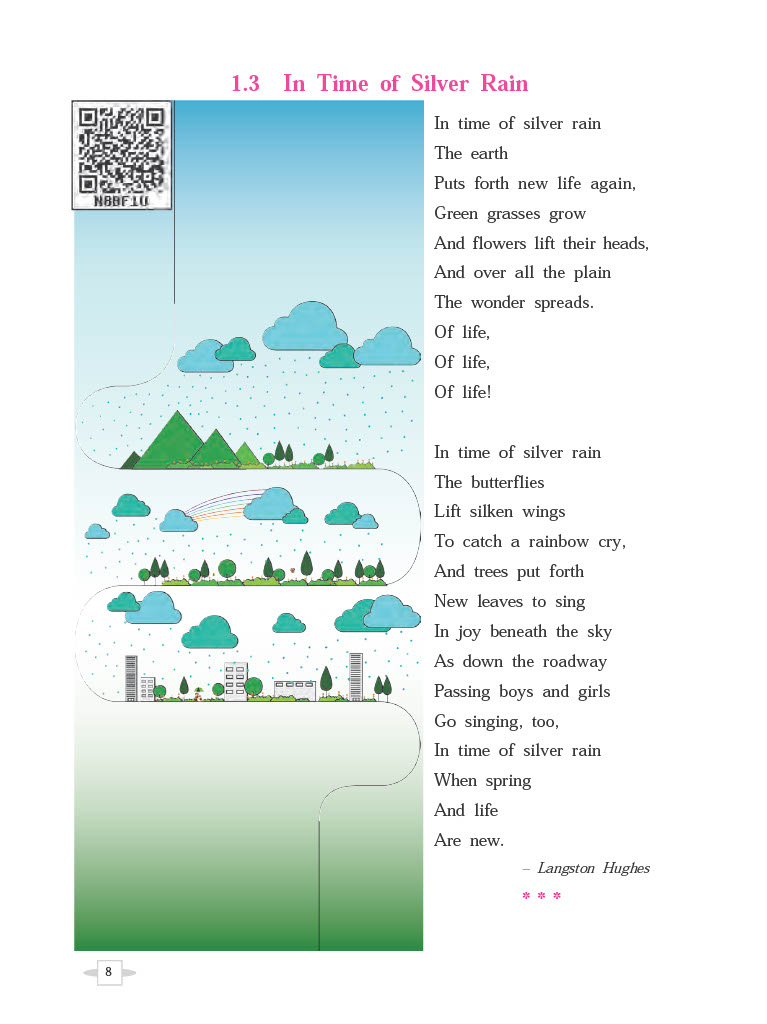 1.3 In Time of Silver Rain
In time of silver rain
The earth
Puts forth new life again,
Green grasses grow
And flowers lift their heads,
And over all the plain
The wonder spreads.
Of life,
Of life,
Of life!
In time of silver rain
The butterflies
Lift silken wings
To catch a rainbow cry,
And trees put forth
New leaves to sing
In joy beneath the sky
As down the roadway
Passing boys and girls
Go singing, too,
In time of silver rain
When spring
And life
Are new.
– Langston Hughes
* * *
8